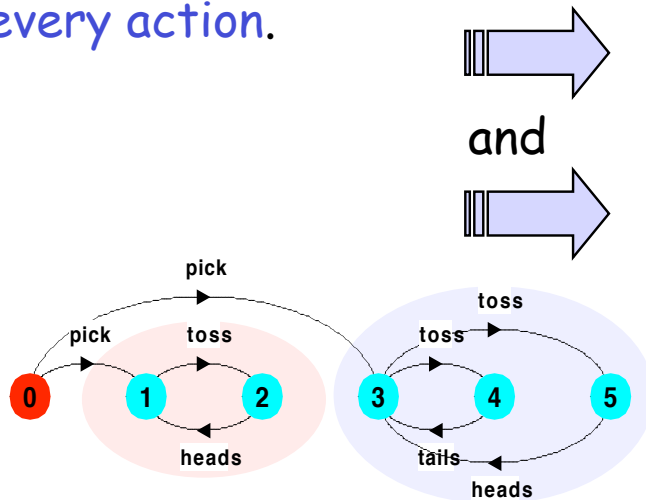 every action.
and
pick
toss
pick
toss
toss
0
1
2
3
4
5
heads
tails
heads